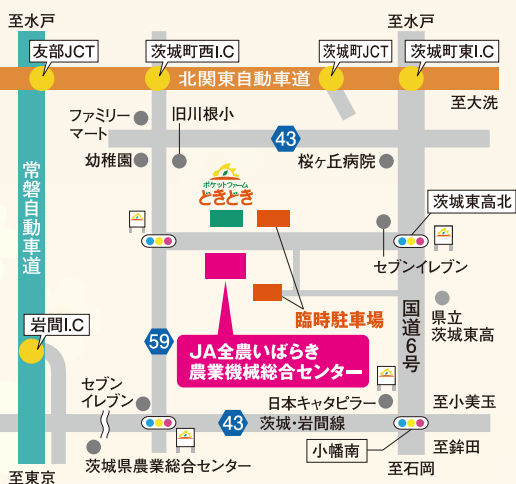 至水戸
至水戸
友部JCT
茨城町西I.C
茨城町JCT
茨城町東I.C
北関東自動車道
至大洗
ファミリー
マート
旧川根小
43
幼稚園
桜ヶ丘病院
常磐自動車道
ポケットファーム
どきどき
茨城東高北
セブンイレブン
臨時駐車場
国道6号
県立
茨城東高
岩間I.C
59
JA全農いばらき
農業機械総合センター
セブン
イレブン
日本キャタピラー
至小美玉
43
茨城・岩間線
小幡南
至鉾田
茨城県農業総合センター
至東京
至石岡